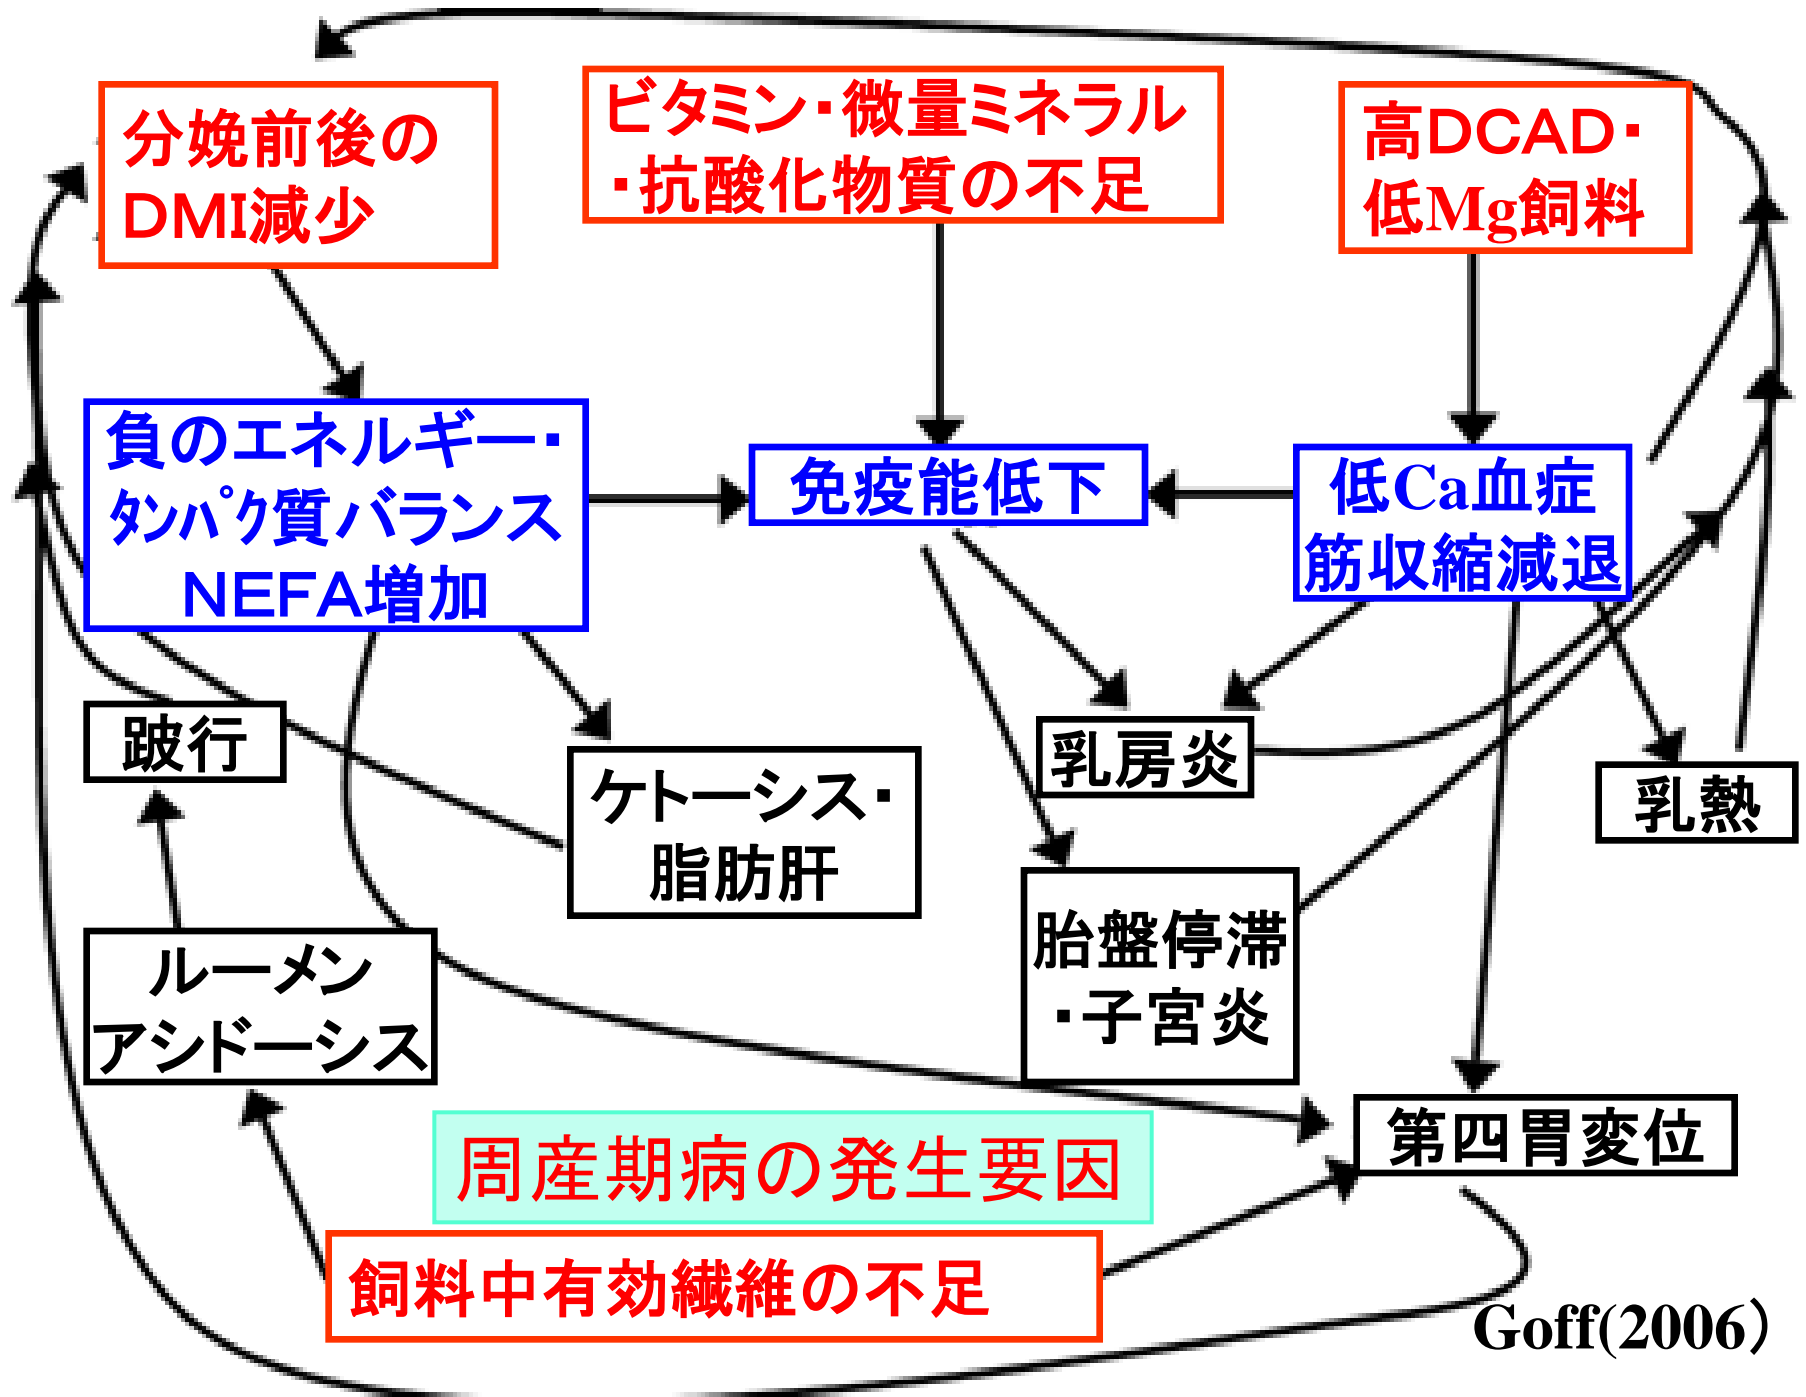 分娩前後の
ＤＭＩ減少
ビタミン・微量ミネラル
・抗酸化物質の不足
高ＤＣＡＤ・
低Mg飼料
負のエネルギー・
ﾀﾝﾊﾟｸ質バランス
ＮＥＦＡ増加
免疫能低下
低Ca血症
筋収縮減退
跛行
ケトーシス・
脂肪肝
乳房炎
乳熱
ルーメン
アシドーシス
胎盤停滞
・子宮炎
第四胃変位
周産期病の発生要因
飼料中有効繊維の不足
Goff(2006）